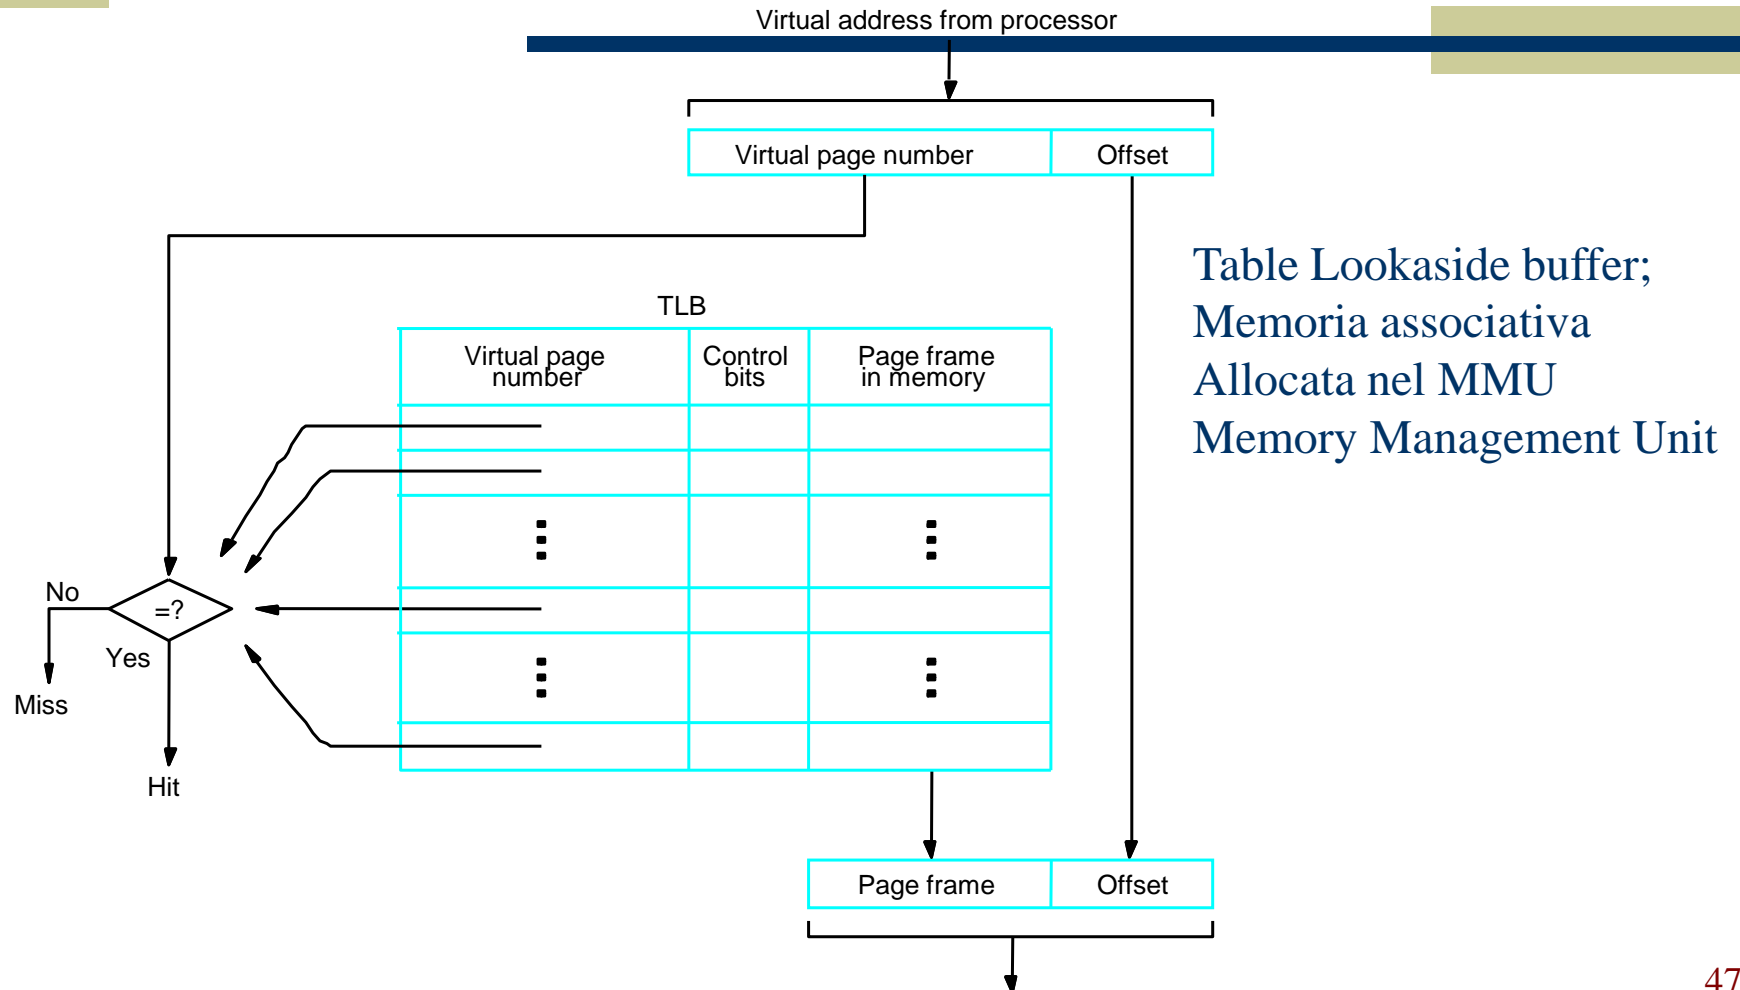 Virtual address from processor
Virtual page number
Offset
Table Lookaside buffer;
Memoria associativa
Allocata nel MMU
Memory Management Unit
TLB
Virtual page
number
Control
bits
Page frame
in memory
No
=?
Yes
Miss
Hit
Page frame
Offset
47